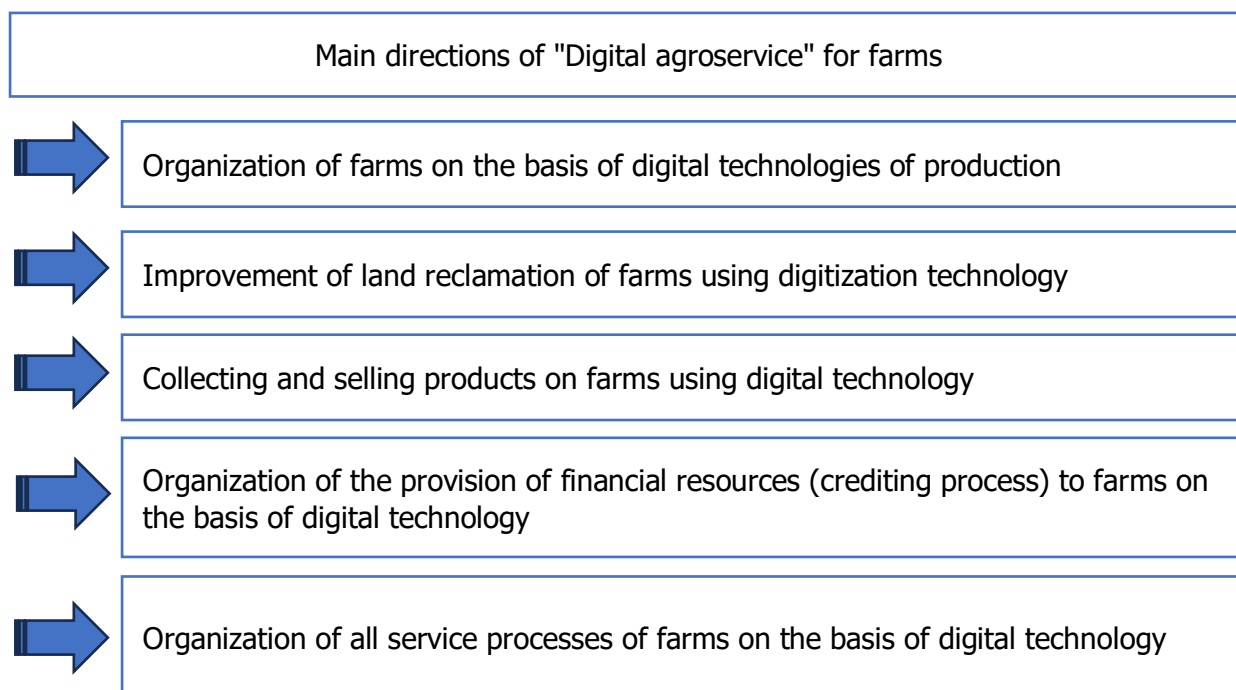 Main directions of "Digital agroservice" for farms
Organization of farms on the basis of digital technologies of production
Improvement of land reclamation of farms using digitization technology
Collecting and selling products on farms using digital technology
Organization of the provision of financial resources (crediting process) to farms on
the basis of digital technology
Organization of all service processes of farms on the basis of digital technology